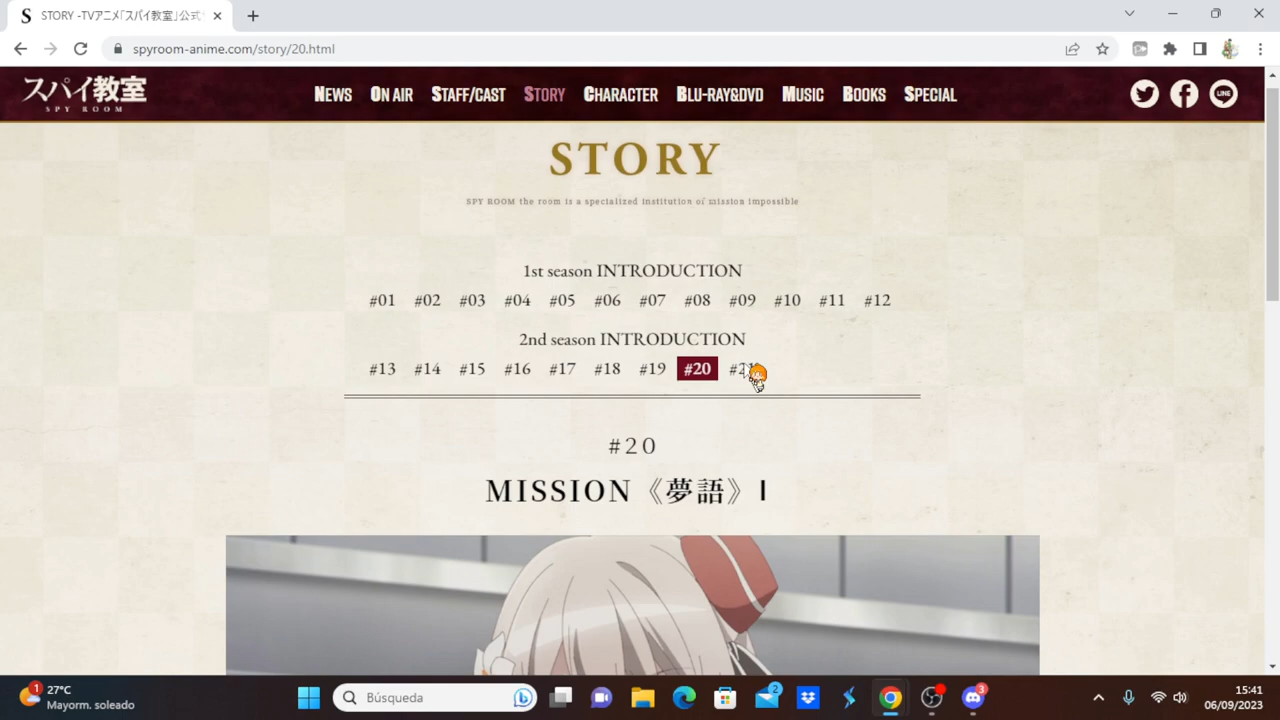 STORY -TVアニメ「スパイ教室」公式
spyroom-anime.com/story/20.html
スパイ教室
SPY ROOM
NEWS ON AIR STAFF/CAST STORY CHARACTER BLU-RAY&DVD MUSIC BOOKS SPECIAL
LINE
STORY
SPY ROOM the room is a specialized institution of mission impossible
1st season INTRODUCTION
#01 #02 #03 #04 #05 #06 #07 #08 #09 #10 #11 #12
2nd season INTRODUCTION
#13 #14 #15 #16 #17 #18 #19 #20
#20
MISSION《夢語》I
1
27°C
Mayorm. soleado
Búsqueda
2
3
15:41
06/09/2023